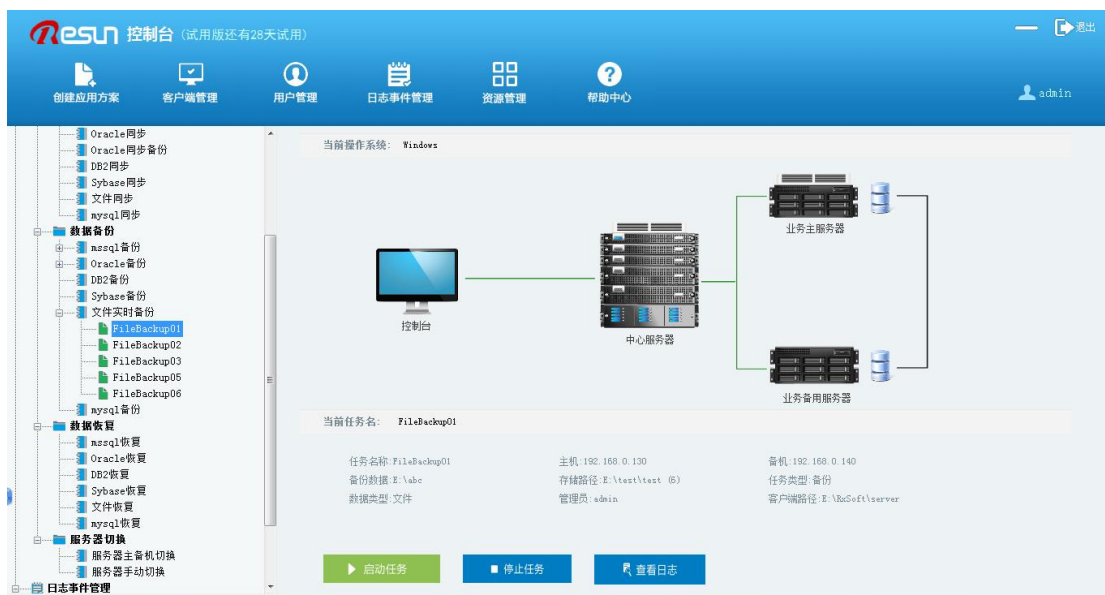 Resun 控制台 (试用版还有28天试用)
退出
创建应用方案 客户端管理 用户管理 日志事件管理 资源管理 帮助中心
admin
Oracle同步
Oracle同步备份
DB2同步
Sybase同步
文件同步
mysql同步
数据备份
mssql备份
Oracle备份
DB2备份
Sybase备份
文件实时备份
FileBackup01
FileBackup02
FileBackup03
FileBackup05
FileBackup06
mysql备份
数据恢复
mssql恢复
Oracle恢复
DB2恢复
Sybase恢复
文件恢复
mysql恢复
服务器切换
服务器主备机切换
服务器手动切换
日志事件管理
当前操作系统: Windows
业务主服务器
控制台
中心服务器
业务备用服务器
当前任务名: FileBackup01
任务名称:FileBackup01 主机:192.168.0.130 备机:192.168.0.140
备份数据:E:\abc 存储路径:E:\test\test (6) 任务类型:备份
数据类型:文件 管理员:admin 客户端路径:E:\RxSoft\server
启动任务 停止任务 查看日志